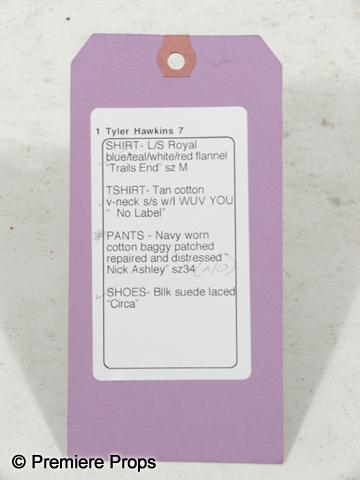 1 Tyler Hawkins 7
SHIRT- L/S Royal
blue/teal/white/red flannel
"Trails End" sz M
TSHIRT- Tan cotton
v-neck s/s w/I WUV YOU
" No Label"
*PANTS - Navy worn
cotton baggy patched
repaired and distressed
Nick Ashley" sz34 (A/O)
SHOES- Bllk suede laced
"Circa"
© Premiere Props